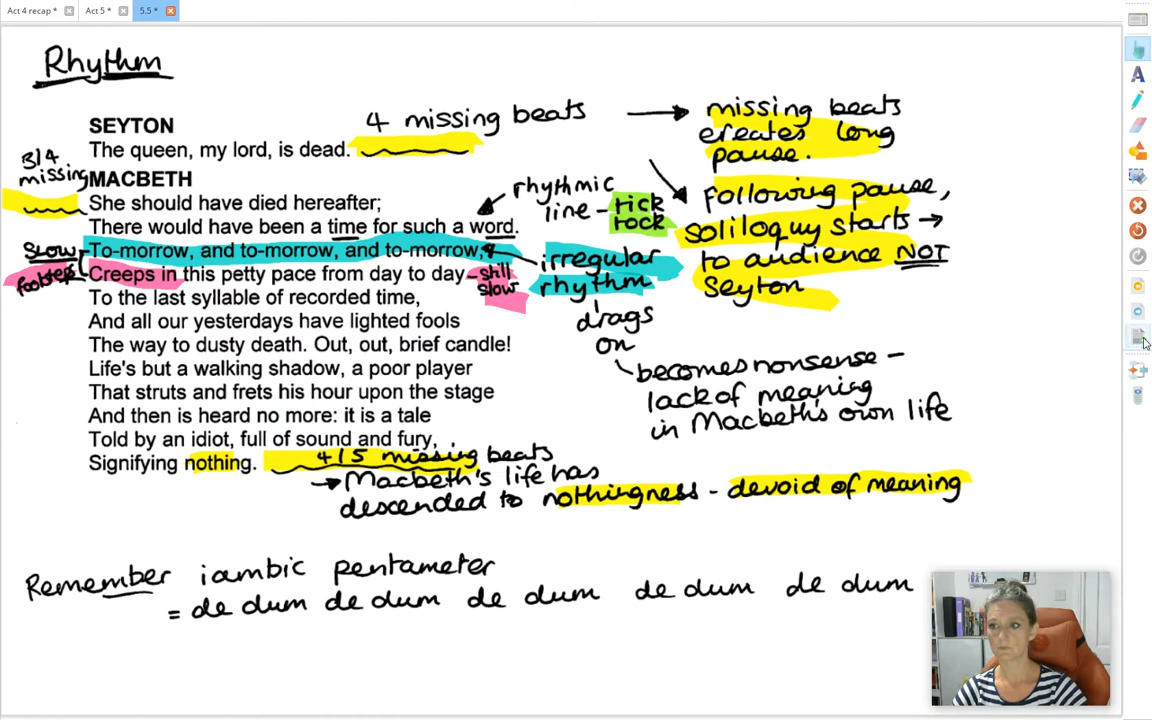 Act 4 recap *
Act 5 *
5.5 *
Rhythm
SEYTON
The queen, my lord, is dead.
4 missing beats
missing beats
creates long
pause.
3/4
missing
MACBETH
She should have died hereafter;
There would have been a time for such a word.
To-morrow, and to-morrow, and to-morrow,
Creeps in this petty pace from day to day
To the last syllable of recorded time,
And all our yesterdays have lighted fools
The way to dusty death. Out, out, brief candle!
Life's but a walking shadow, a poor player
That struts and frets his hour upon the stage
And then is heard no more: it is a tale
Told by an idiot, full of sound and fury,
Signifying nothing.
rhythmic
line - tick
tock
slow
footstep
- still
slow
irregular
rhythm
drags
on
becomes nonsense -
lack of meaning
in Macbeth's own life
following pause,
soliloquy starts →
to audience NOT
Seyton
4/5 missing beats
→ Macbeth's life has
descended to nothingness - devoid of meaning
Remember iambic pentameter
= de dum de dum de dum de dum de dum